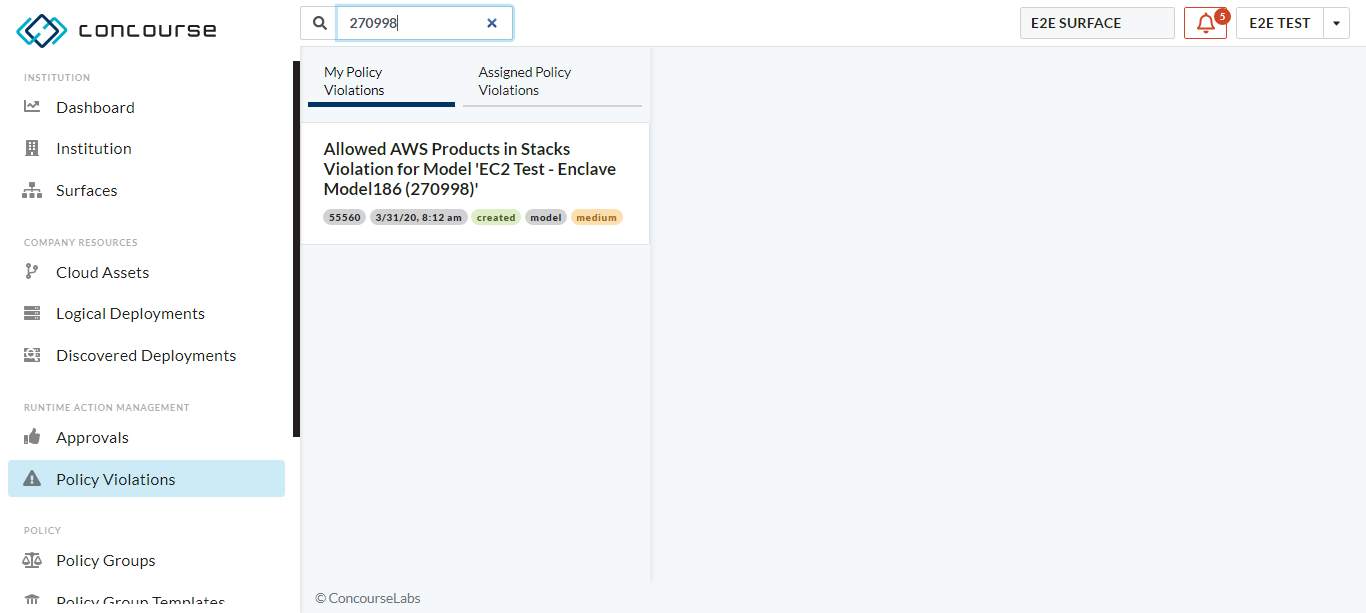 concourse
270998
E2E SURFACE
5
E2E TEST
INSTITUTION
Dashboard
Institution
Surfaces
COMPANY RESOURCES
Cloud Assets
Logical Deployments
Discovered Deployments
RUNTIME ACTION MANAGEMENT
Approvals
Policy Violations
POLICY
Policy Groups
Policy Group Templates
My Policy
Violations
Assigned Policy
Violations
Allowed AWS Products in Stacks
Violation for Model 'EC2 Test - Enclave
Model186 (270998)'
55560 3/31/20, 8:12 am created model medium
© ConcourseLabs